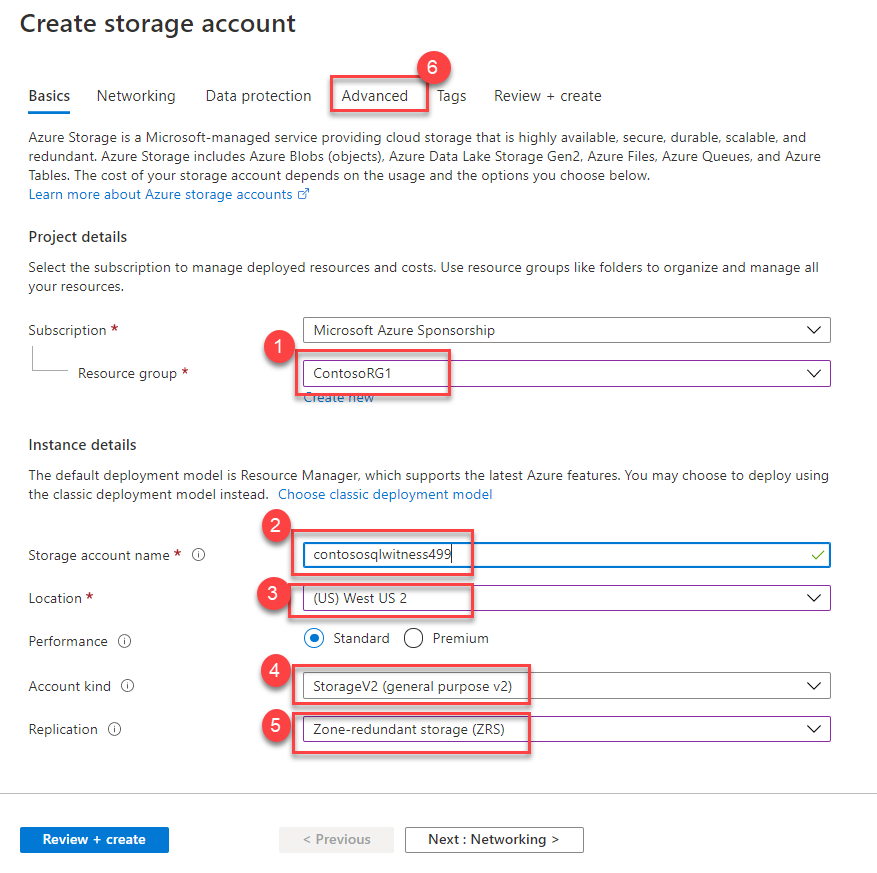 Create storage account
6
Basics Networking Data protection Advanced Tags Review + create
Azure Storage is a Microsoft-managed service providing cloud storage that is highly available, secure, durable, scalable, and
redundant. Azure Storage includes Azure Blobs (objects), Azure Data Lake Storage Gen2, Azure Files, Azure Queues, and Azure
Tables. The cost of your storage account depends on the usage and the options you choose below.
Learn more about Azure storage accounts
Project details
Select the subscription to manage deployed resources and costs. Use resource groups like folders to organize and manage all
your resources.
Subscription * Microsoft Azure Sponsorship
1
Resource group * ContosoRG1
Create new
Instance details
The default deployment model is Resource Manager, which supports the latest Azure features. You may choose to deploy using
the classic deployment model instead. Choose classic deployment model
2
Storage account name * contososqlwitness499
3
Location * (US) West US 2
Performance Standard Premium
4
Account kind StorageV2 (general purpose v2)
5
Replication Zone-redundant storage (ZRS)
Review + create < Previous Next : Networking >